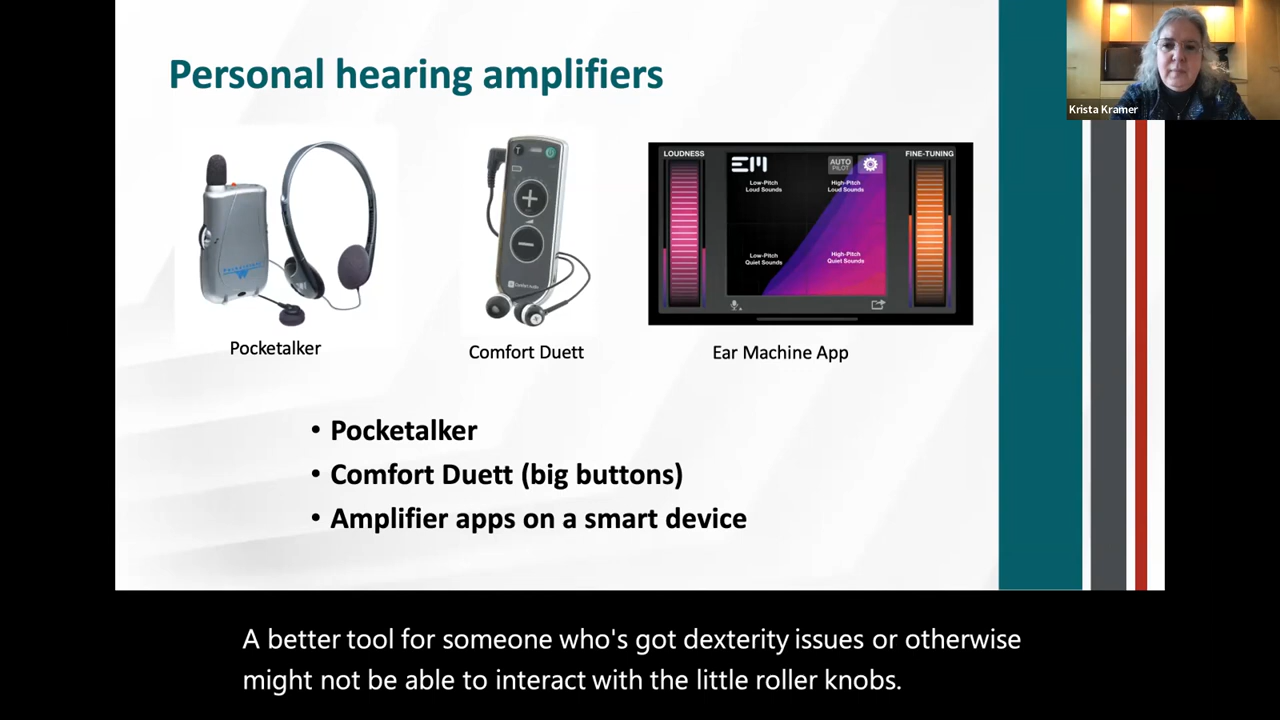 Personal hearing amplifiers
Krista Kramer
LOUDNESS
EM
AUTO
PILOT
FINE-TUNING
Low-Pitch
Loud Sounds
High-Pitch
Loud Sounds
Low-Pitch
Quiet Sounds
High-Pitch
Quiet Sounds
Pocketalker
Comfort Duett
Ear Machine App
• Pocketalker
• Comfort Duett (big buttons)
• Amplifier apps on a smart device
A better tool for someone who's got dexterity issues or otherwise
might not be able to interact with the little roller knobs.